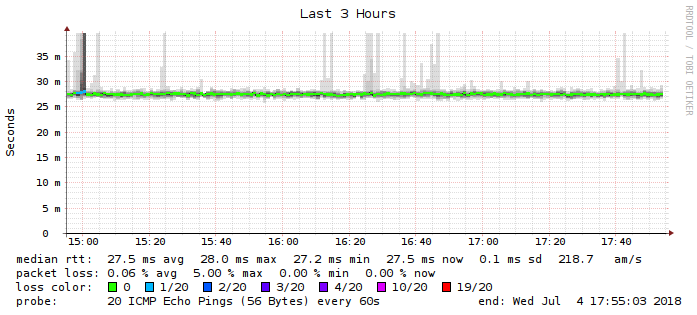 Last 3 Hours
RRDTOOL / TOBI OETIKER
Seconds
35 m
30 m
25 m
20 m
15 m
10 m
5 m
0
15:00 15:20 15:40 16:00 16:20 16:40 17:00 17:20 17:40
median rtt: 27.5 ms avg 28.0 ms max 27.2 ms min 27.5 ms now 0.1 ms sd 218.7 am/s
packet loss: 0.06 % avg 5.00 % max 0.00 % min 0.00 % now
loss color: 0 1/20 2/20 3/20 4/20 10/20 19/20
probe: 20 ICMP Echo Pings (56 Bytes) every 60s end: Wed Jul 4 17:55:03 2018